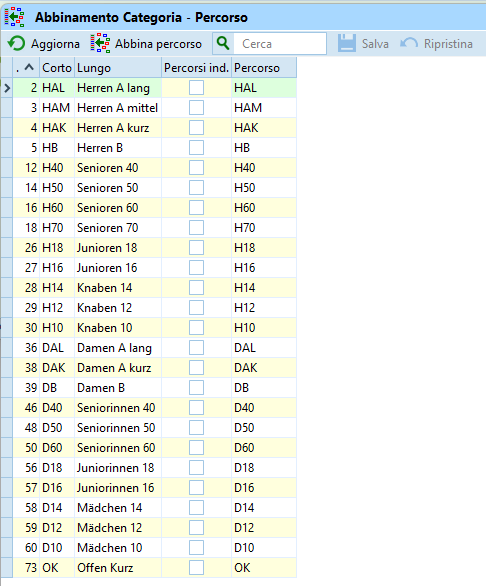 Abbinamento Categoria - Percorso
Aggiorna Abbina percorso Cerca Salva Ripristina
. Corto Lungo Percorsi ind. Percorso
2 HAL Herren A lang HAL
3 HAM Herren A mittel HAM
4 HAK Herren A kurz HAK
5 HB Herren B HB
12 H40 Senioren 40 H40
14 H50 Senioren 50 H50
16 H60 Senioren 60 H60
18 H70 Senioren 70 H70
26 H18 Junioren 18 H18
27 H16 Junioren 16 H16
28 H14 Knaben 14 H14
29 H12 Knaben 12 H12
30 H10 Knaben 10 H10
36 DAL Damen A lang DAL
38 DAK Damen A kurz DAK
39 DB Damen B DB
46 D40 Seniorinnen 40 D40
48 D50 Seniorinnen 50 D50
50 D60 Seniorinnen 60 D60
56 D18 Juniorinnen 18 D18
57 D16 Juniorinnen 16 D16
58 D14 Mädchen 14 D14
59 D12 Mädchen 12 D12
60 D10 Mädchen 10 D10
73 OK Offen Kurz OK